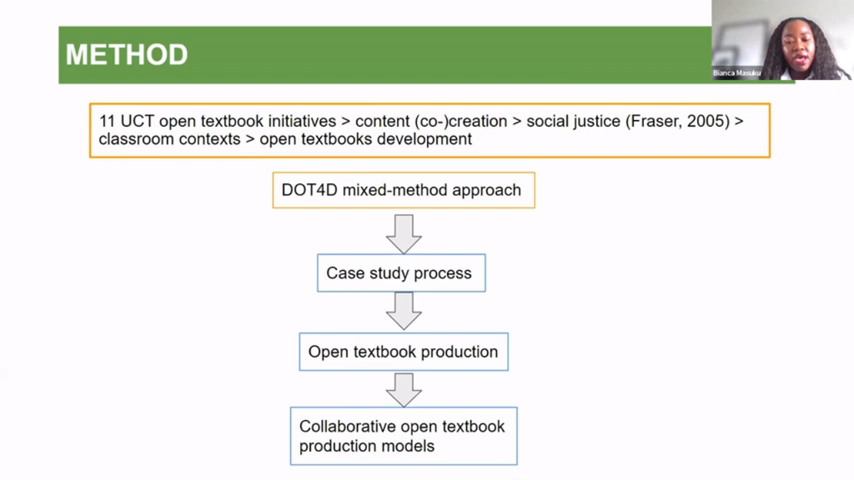 METHOD
Bianca Masuku
11 UCT open textbook initiatives > content (co-)creation > social justice (Fraser, 2005) >
classroom contexts > open textbooks development
DOT4D mixed-method approach
Case study process
Open textbook production
Collaborative open textbook
production models